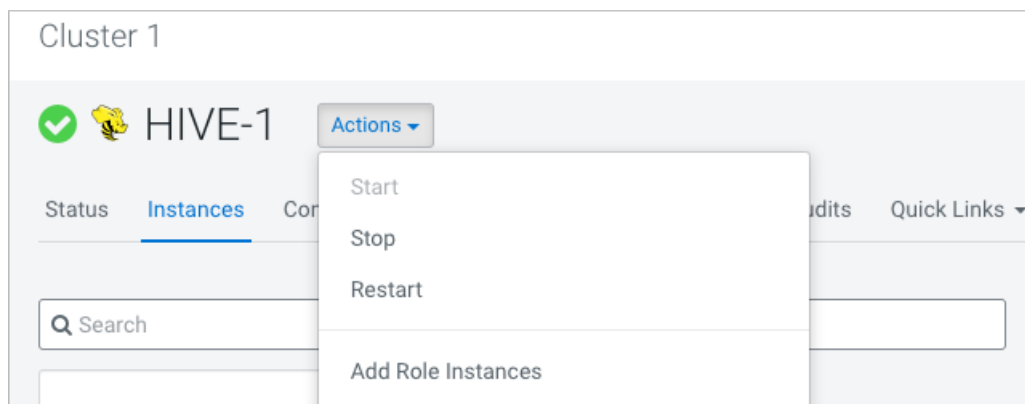 Cluster 1
HIVE-1 Actions
Start
Status Instances Quick Links
Stop
Restart
Search
Add Role Instances